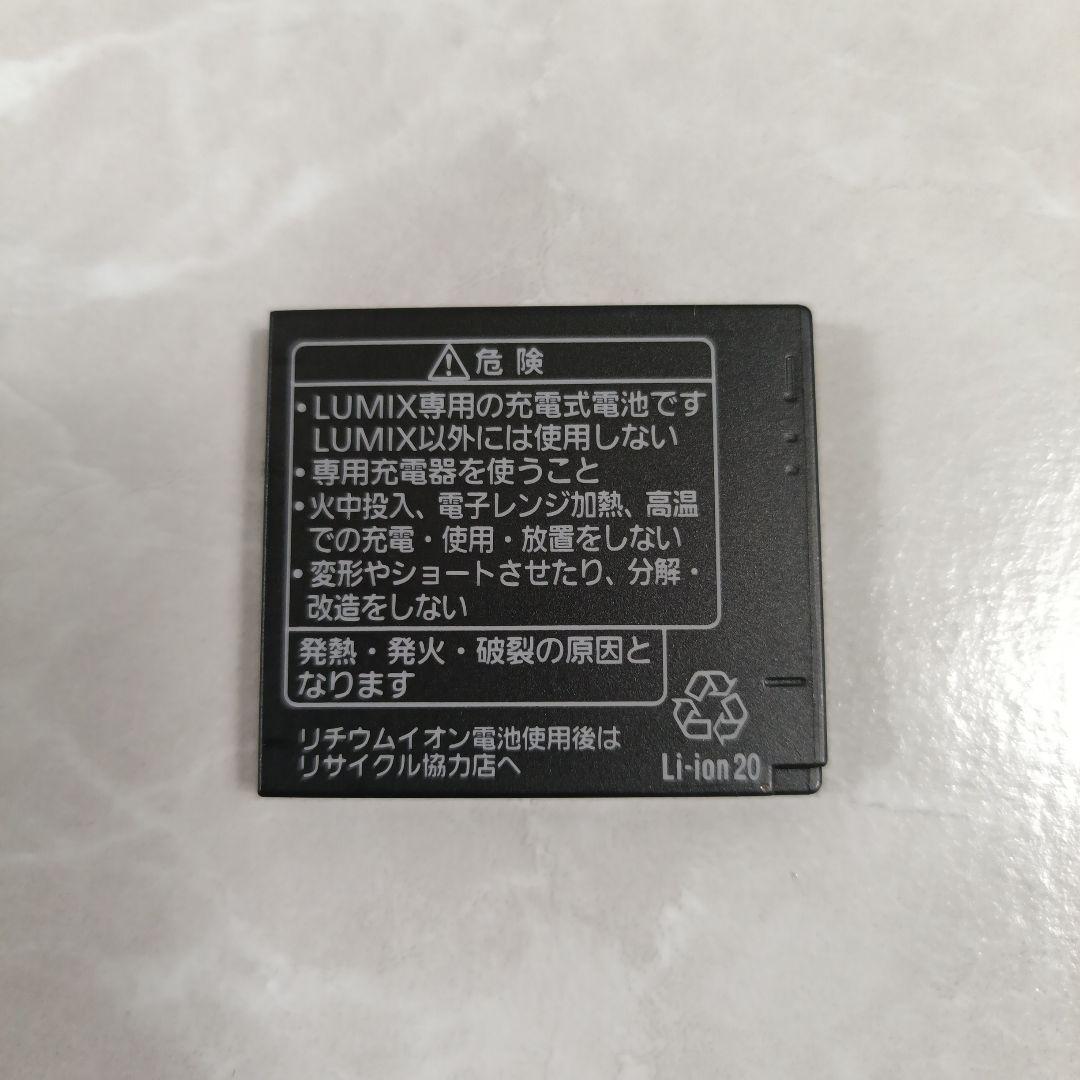 危険
・LUMIX専用の充電式電池です
LUMIX以外には使用しない
・専用充電器を使うこと
・火中投入、電子レンジ加熱、高温
での充電・使用・放置をしない
・変形やショートさせたり、分解・
改造をしない
発熱・発火・破裂の原因と
なります
リチウムイオン電池使用後は
リサイクル協力店へ
Li-ion20